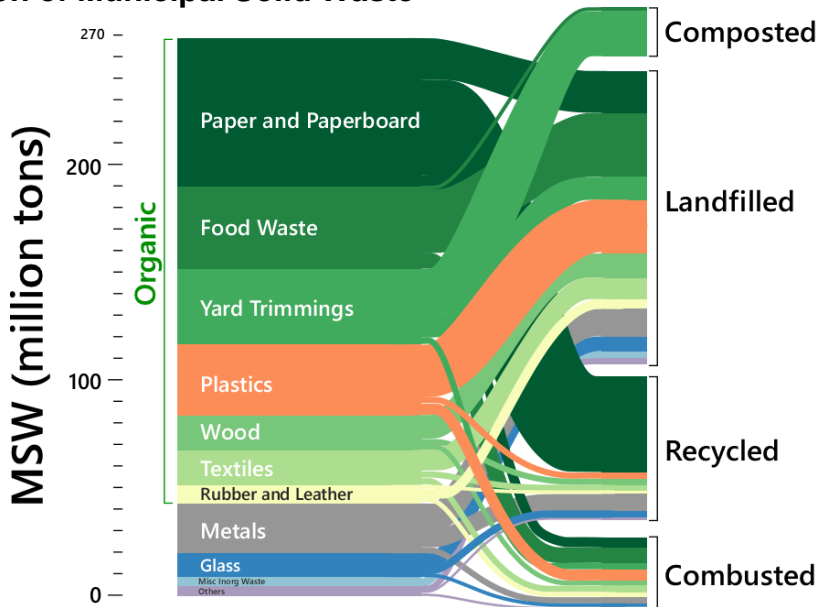 270
200
100
0
MSW (million tons)
Organic
Paper and Paperboard
Food Waste
Yard Trimmings
Plastics
Wood
Textiles
Rubber and Leather
Metals
Glass
Misc Inorg Waste
Others
Composted
Landfilled
Recycled
Combusted